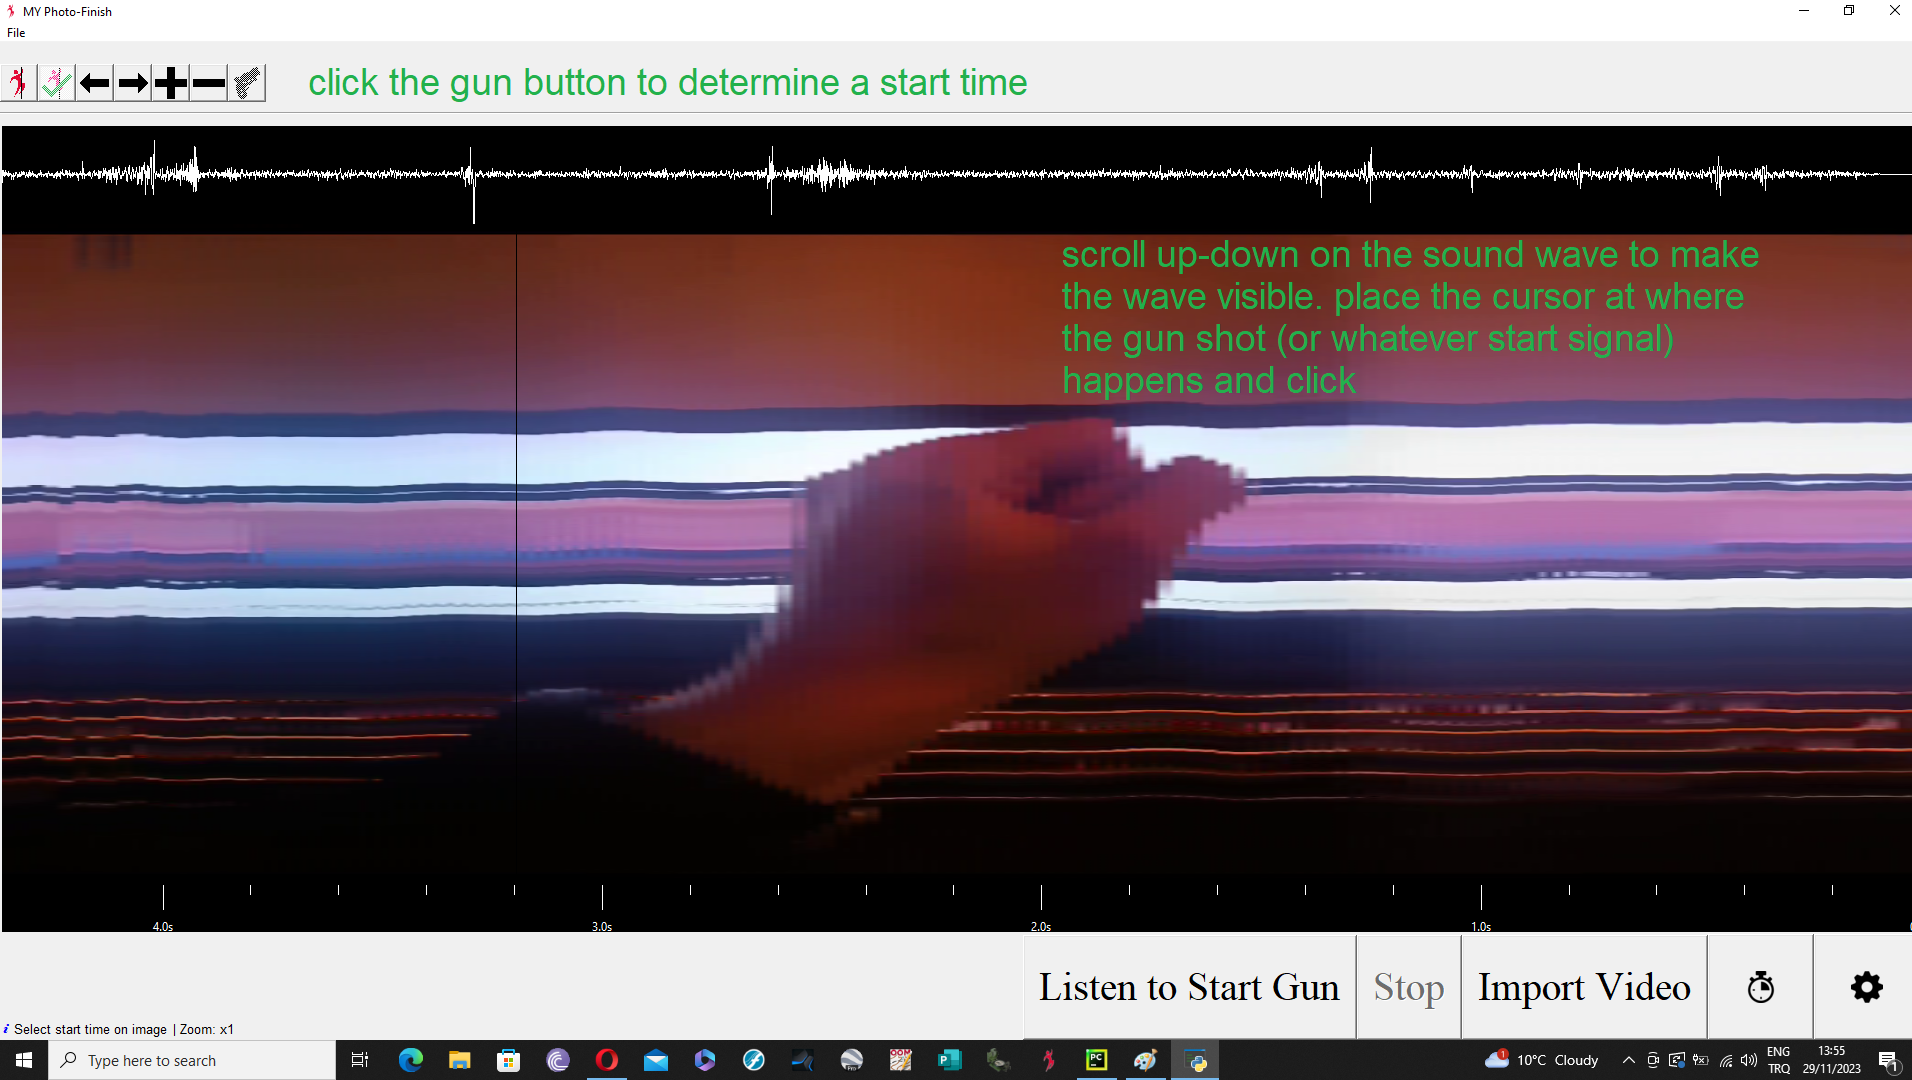 MY Photo-Finish
File
click the gun button to determine a start time
scroll up-down on the sound wave to make
the wave visible. place the cursor at where
the gun shot (or whatever start signal)
happens and click
4.0s
3.0s
2.0s
1.0s
Listen to Start Gun
Stop
Import Video
i Select start time on image | Zoom: x1
Type here to search
PC
1
10°C Cloudy
ENG
TRQ
13:55
29/11/2023
1